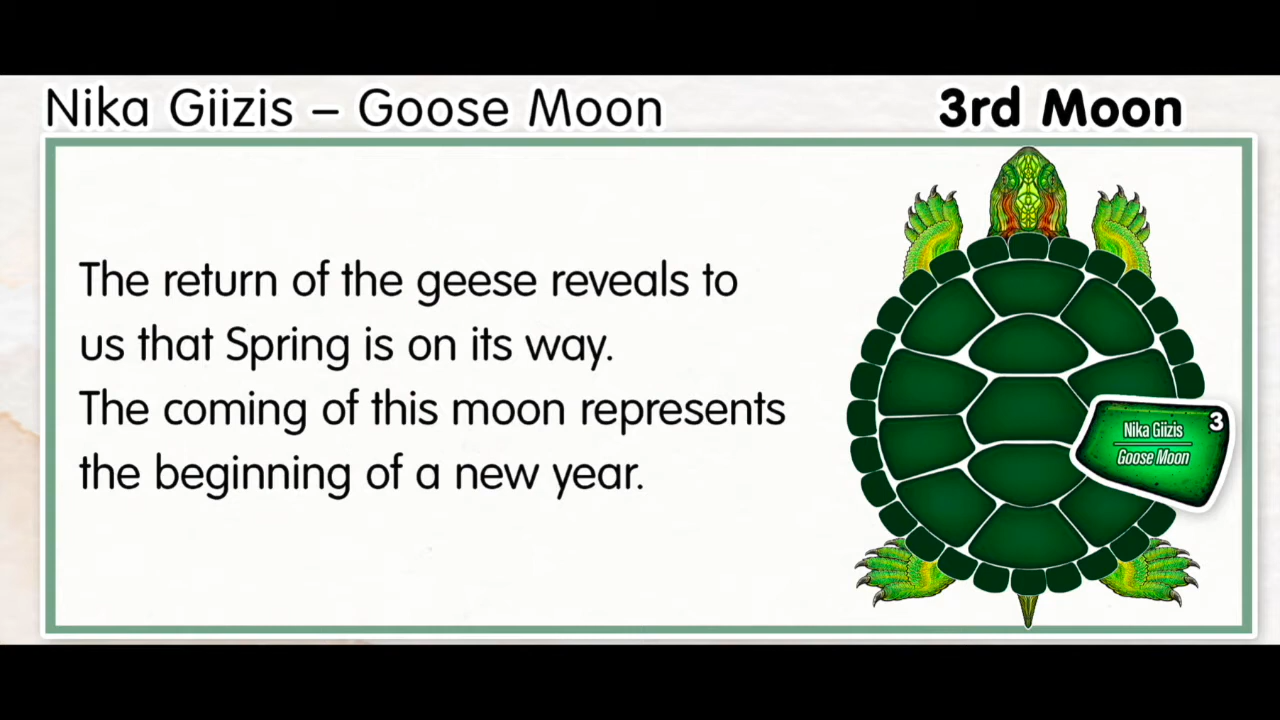 Nika Giizis – Goose Moon
3rd Moon
The return of the geese reveals to
us that Spring is on its way.
The coming of this moon represents
the beginning of a new year.
3
Nika Giizis
Goose Moon